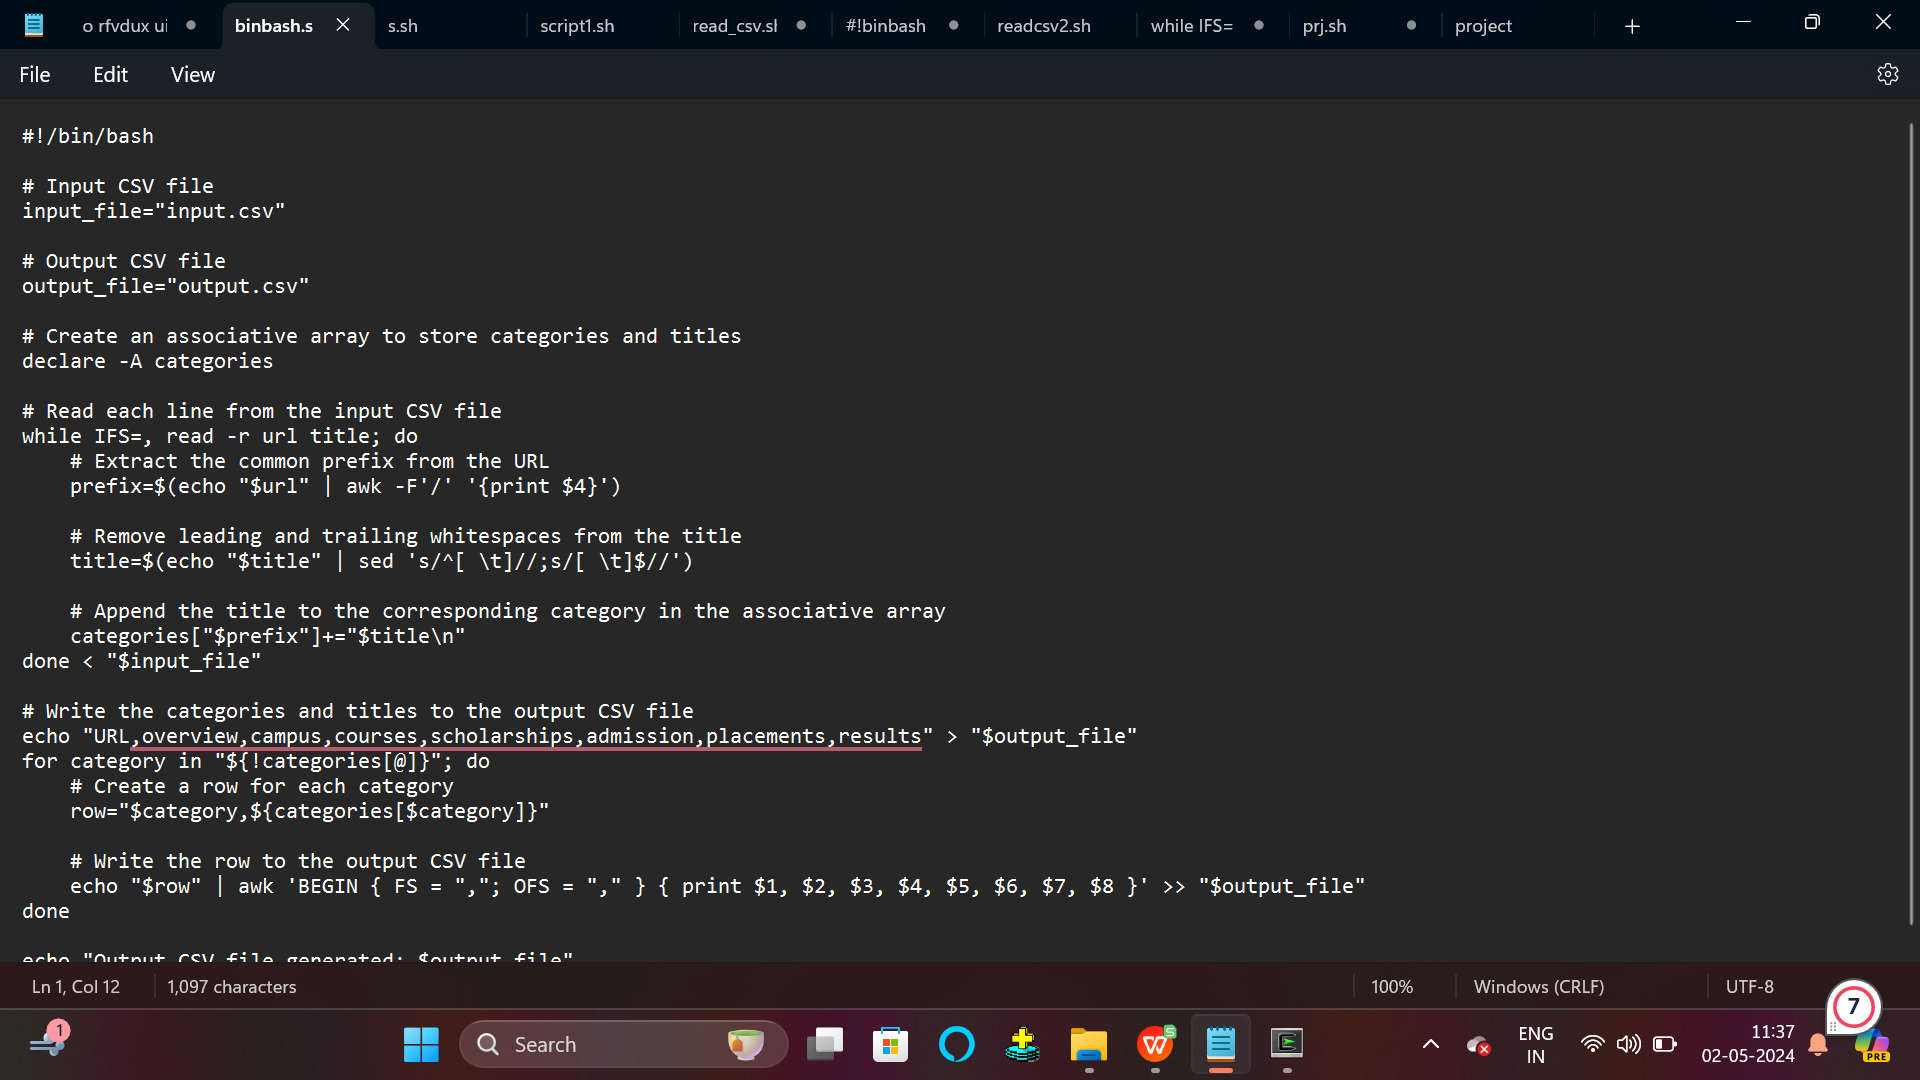 o rfvdux ui
binbash.s
s.sh
script1.sh
read_csv.sl
#!binbash
readcsv2.sh
while IFS=
prj.sh
project
File
Edit
View
#!/bin/bash
# Input CSV file
input_file="input.csv"
# Output CSV file
output_file="output.csv"
# Create an associative array to store categories and titles
declare -A categories
# Read each line from the input CSV file
while IFS=, read -r url title; do
# Extract the common prefix from the URL
prefix=$(echo "$url" | awk -F'/' '{print $4}')
# Remove leading and trailing whitespaces from the title
title=$(echo "$title" | sed 's/^[ \t]//;s/[ \t]$//')
# Append the title to the corresponding category in the associative array
categories["$prefix"]+="$title\n"
done < "$input_file"
# Write the categories and titles to the output CSV file
echo "URL,overview,campus,courses,scholarships,admission,placements,results" > "$output_file"
for category in "${!categories[@]}"; do
# Create a row for each category
row="$category,${categories[$category]}"
# Write the row to the output CSV file
echo "$row" | awk 'BEGIN { FS = ","; OFS = "," } { print $1, $2, $3, $4, $5, $6, $7, $8 }' >> "$output_file"
done
echo "Output CSV file generated: $output_file"
Ln 1, Col 12
1,097 characters
100%
Windows (CRLF)
UTF-8
7
1
Search
ENG
IN
11:37
02-05-2024
PRE